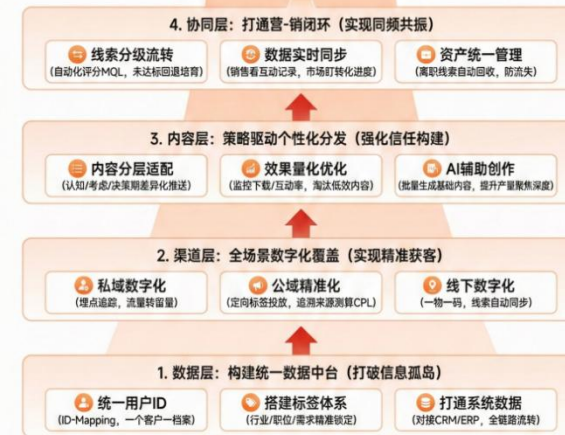 4. 协同层：打通营-销闭环（实现同频共振）
线索分级流转
（自动化评分MQL，未达标回退培育）
数据实时同步
（销售看互动记录，市场盯转化进度）
资产统一管理
（离职线索自动回收，防流失）
3. 内容层：策略驱动个性化分发（强化信任构建）
内容分层适配
（认知/考虑/决策期差异化推送）
效果量化优化
（监控下载/互动率，淘汰低效内容）
AI辅助创作
（批量生成基础内容，提升产量聚焦深度）
2. 渠道层：全场景数字化覆盖（实现精准获客）
私域数字化
（埋点追踪，流量转留量）
公域精准化
（定向标签投放，追溯来源测算CPL）
线下数字化
（一物一码，线索自动同步）
1. 数据层：构建统一数据中台（打破信息孤岛）
统一用户ID
（ID-Mapping，一个客户一档案）
搭建标签体系
（行业/职位/需求精准锁定）
打通系统数据
（对接CRM/ERP，全链路流转）